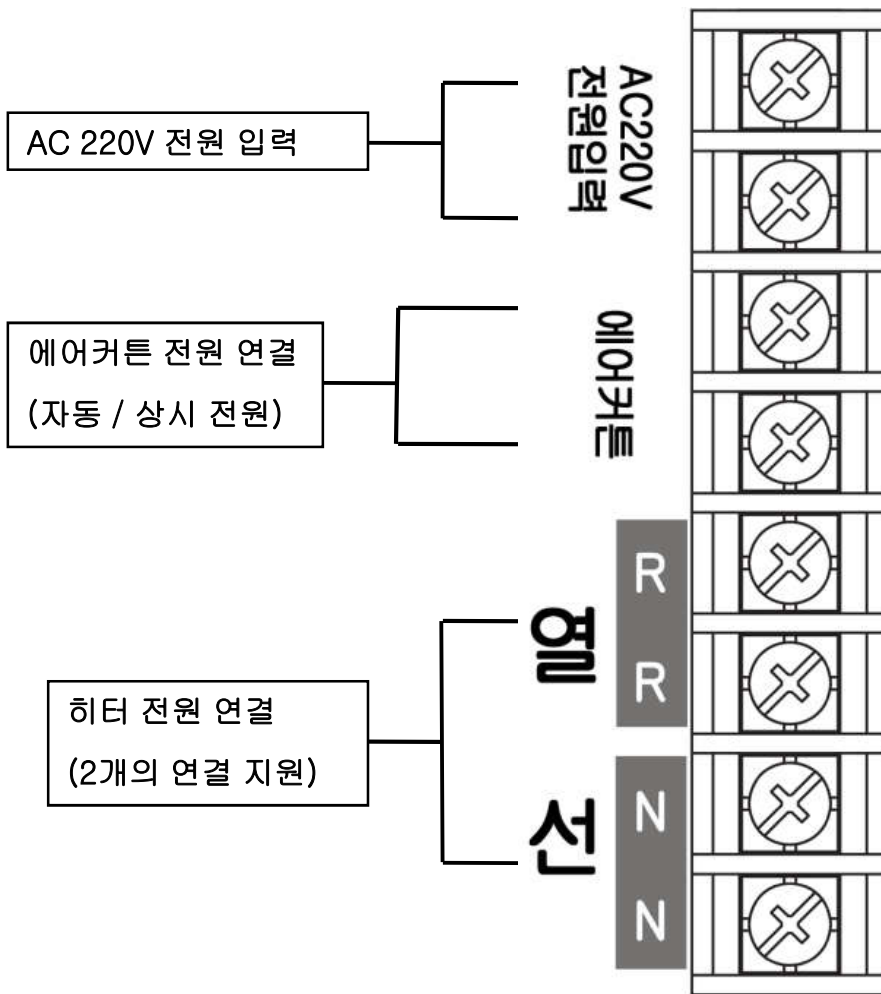 AC 220V 전원 입력
AC220V
전원입력
에어커튼 전원 연결
(자동 / 상시 전원)
에어커튼
히터 전원 연결
(2개의 연결 지원)
열선
R
R
N
N